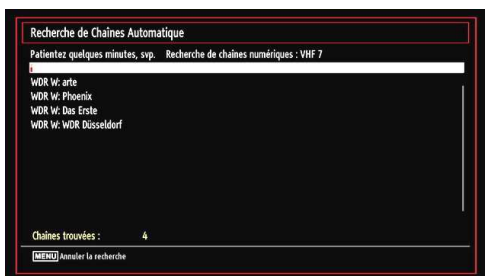 Recherche de Chaînes Automatique
Patientez quelques minutes, svp. Recherche de chaînes numériques : VHF 7
WDR W: arte
WDR W: Phoenix
WDR W: Das Erste
WDR W: WDR Düsseldorf
Chaînes trouvées : 4
MENU Annuler la recherche